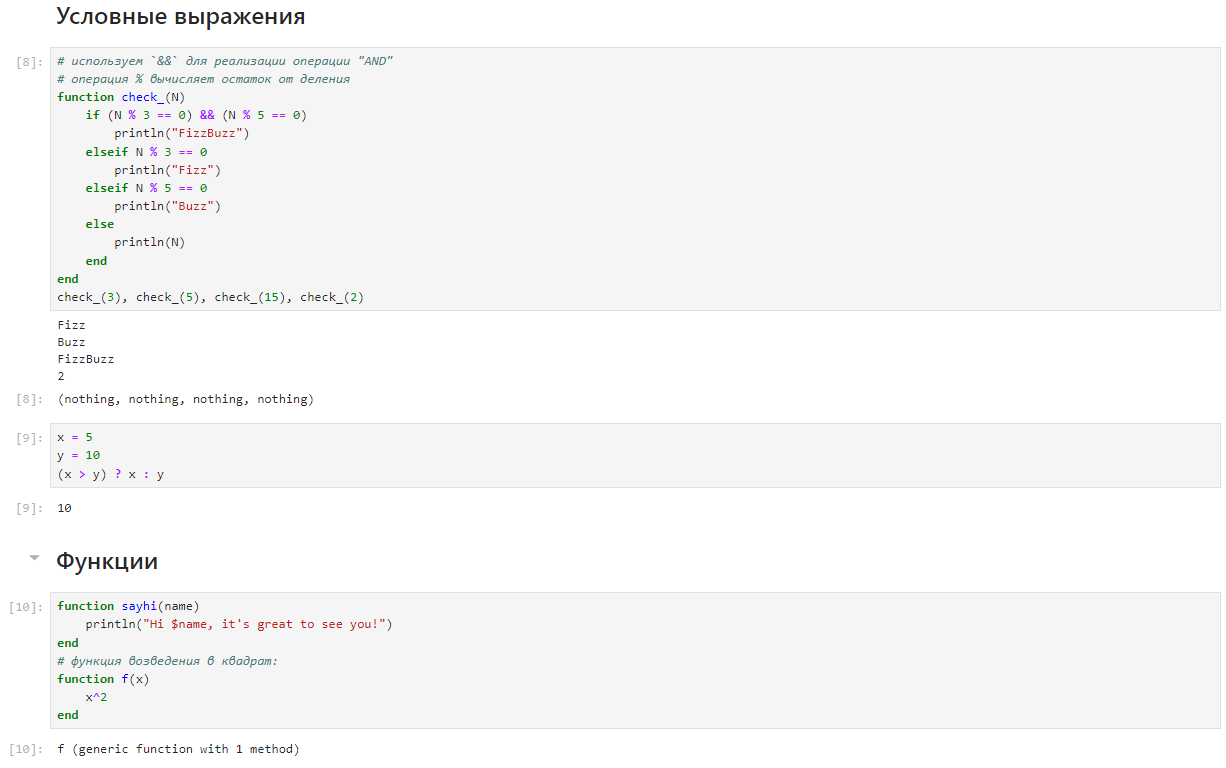 Условные выражения
[8]:
# используем `&&` для реализации операции "AND"
# операция % вычисляет остаток от деления
function check_(N)
    if (N % 3 == 0) && (N % 5 == 0)
        println("FizzBuzz")
    elseif N % 3 == 0
        println("Fizz")
    elseif N % 5 == 0
        println("Buzz")
    else
        println(N)
    end
end
check_(3), check_(5), check_(15), check_(2)
Fizz
Buzz
FizzBuzz
2
[8]: (nothing, nothing, nothing, nothing)
[9]: x = 5
y = 10
(x > y) ? x : y
[9]: 10
Функции
[10]: function sayhi(name)
    println("Hi $name, it's great to see you!")
end
# функция возведения в квадрат:
function f(x)
    x^2
end
[10]: f (generic function with 1 method)